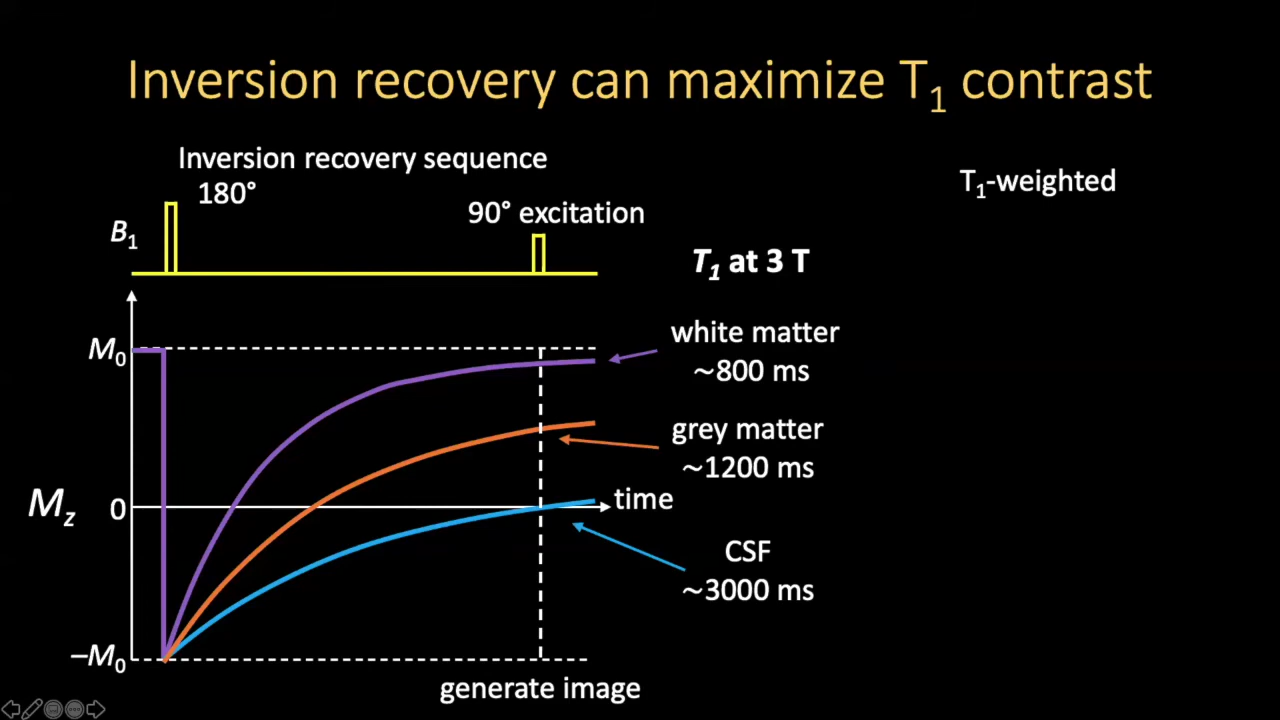 Inversion recovery can maximize T₁ contrast
Inversion recovery sequence
180°
90° excitation
B₁
T₁-weighted
T₁ at 3 T
M₀
white matter
~800 ms
grey matter
~1200 ms
M_z
0
time
CSF
~3000 ms
–M₀
generate image